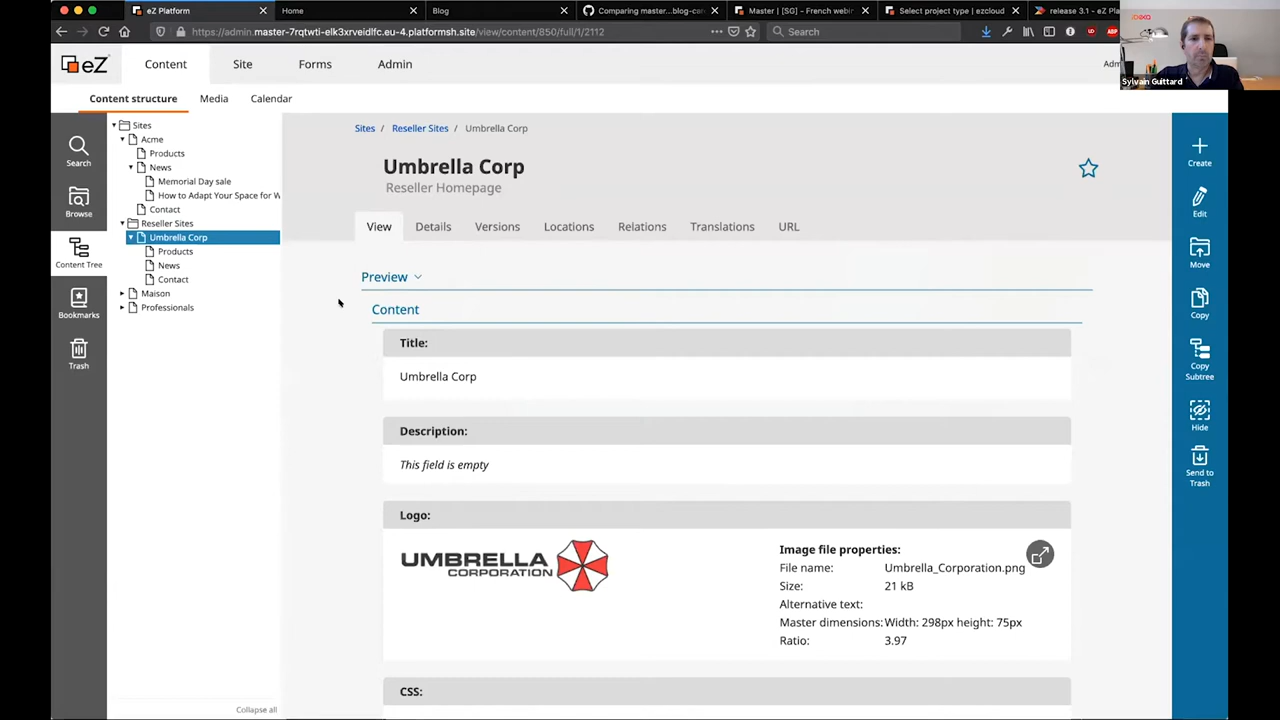 eZ Platform
Home
Blog
Comparing master...blog-car
Master | [SG] - French webir
Select project type | ezcloud
release 3.1 - eZ Pla
https://admin.master-7rqtwti-elk3xrveidlfc.eu-4.platformsh.site/view/content/850/full/1/2112
Search
Sylvain Guittard
eZ
Content
Site
Forms
Admin
Adm
Content structure
Media
Calendar
Search
Browse
Content Tree
Bookmarks
Trash
Sites
Acme
Products
News
Memorial Day sale
How to Adapt Your Space for W
Contact
Reseller Sites
Umbrella Corp
Products
News
Contact
Maison
Professionals
Collapse all
Sites / Reseller Sites / Umbrella Corp
Umbrella Corp
Reseller Homepage
View
Details
Versions
Locations
Relations
Translations
URL
Preview
Content
Title:
Umbrella Corp
Description:
This field is empty
Logo:
UMBRELLA
CORPORATION
Image file properties:
File name: Umbrella_Corporation.png
Size: 21 kB
Alternative text:
Master dimensions: Width: 298px height: 75px
Ratio: 3.97
CSS:
Create
Edit
Move
Copy
Copy
Subtree
Hide
Send to
Trash